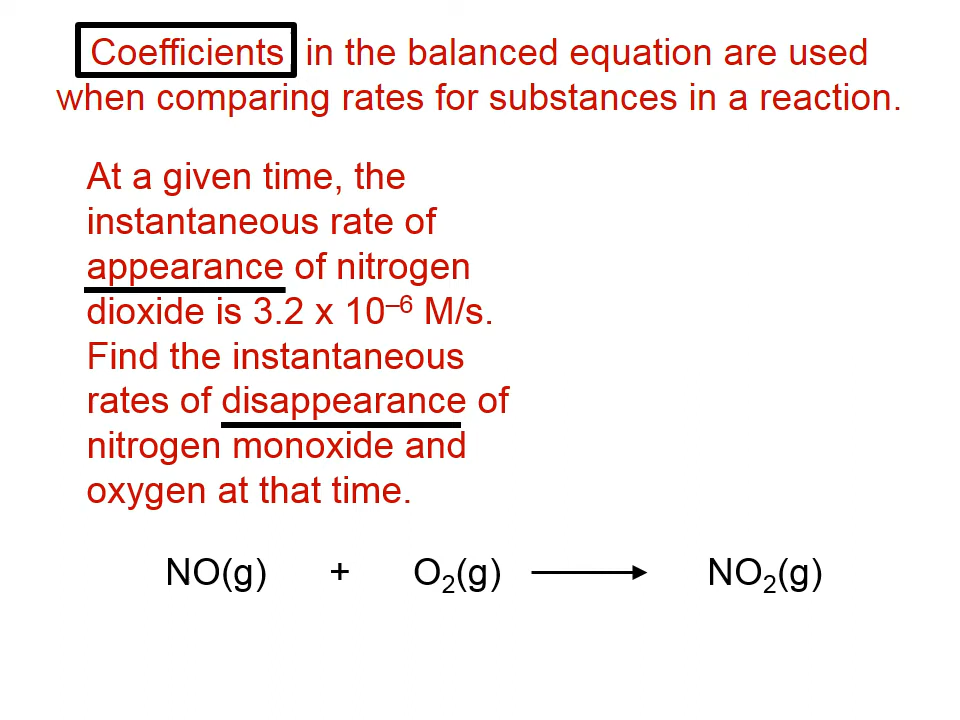 Coefficients in the balanced equation are used
when comparing rates for substances in a reaction.
At a given time, the
instantaneous rate of
appearance of nitrogen
dioxide is 3.2 x 10⁻⁶ M/s.
Find the instantaneous
rates of disappearance of
nitrogen monoxide and
oxygen at that time.
NO(g) + O₂(g) ⟶ NO₂(g)